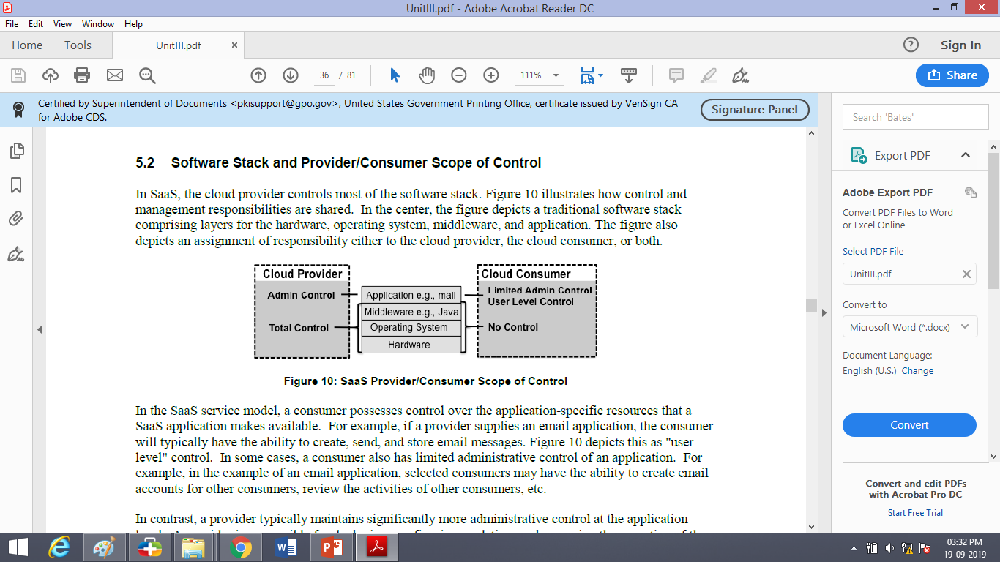 UnitIII.pdf - Adobe Acrobat Reader DC
File Edit View Window Help
Home Tools UnitIII.pdf × Sign In
36 / 81 111% Share
Certified by Superintendent of Documents <pkisupport@gpo.gov>, United States Government Printing Office, certificate issued by VeriSign CA
for Adobe CDS.
Signature Panel
5.2 Software Stack and Provider/Consumer Scope of Control
In SaaS, the cloud provider controls most of the software stack. Figure 10 illustrates how control and
management responsibilities are shared. In the center, the figure depicts a traditional software stack
comprising layers for the hardware, operating system, middleware, and application. The figure also
depicts an assignment of responsibility either to the cloud provider, the cloud consumer, or both.
Cloud Provider
Admin Control
Total Control
Application e.g., mail
Middleware e.g., Java
Operating System
Hardware
Cloud Consumer
Limited Admin Control
User Level Control
No Control
Figure 10: SaaS Provider/Consumer Scope of Control
In the SaaS service model, a consumer possesses control over the application-specific resources that a
SaaS application makes available. For example, if a provider supplies an email application, the consumer
will typically have the ability to create, send, and store email messages. Figure 10 depicts this as "user
level" control. In some cases, a consumer also has limited administrative control of an application. For
example, in the example of an email application, selected consumers may have the ability to create email
accounts for other consumers, review the activities of other consumers, etc.
In contrast, a provider typically maintains significantly more administrative control at the application
Search 'Bates'
Export PDF
Adobe Export PDF
Convert PDF Files to Word
or Excel Online
Select PDF File
UnitIII.pdf
Convert to
Microsoft Word (*.docx)
Document Language:
English (U.S.) Change
Convert
Convert and edit PDFs
with Acrobat Pro DC
Start Free Trial
03:32 PM
19-09-2019